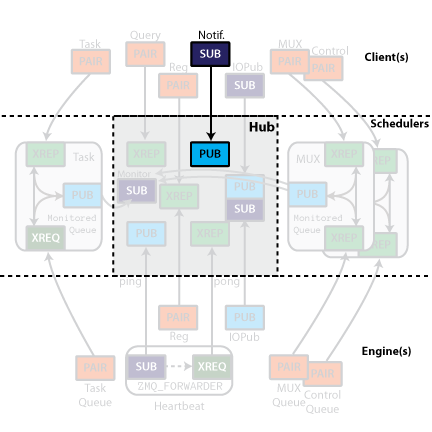 Notif.
Task
Query
MUX
Control
PAIR
PAIR
SUB
PAIR
PAIR
Client(s)
Reg
IOPub
PAIR
SUB
Hub
Schedulers
XREP
Task
XREP
PUB
MUX
XREP
XREP
Monitor
PUB
SUB
XREP
PUB
PUB
SUB
Monitored
Queue
Monitored
Queue
XREQ
PUB
XREP
XREP
XREP
ping
pong
PAIR
PUB
Reg
IOPub
Engine(s)
PAIR
SUB
XREQ
PAIR
PAIR
Task
Queue
ZMQ_FORWARDER
MUX
Queue
Control
Queue
Heartbeat